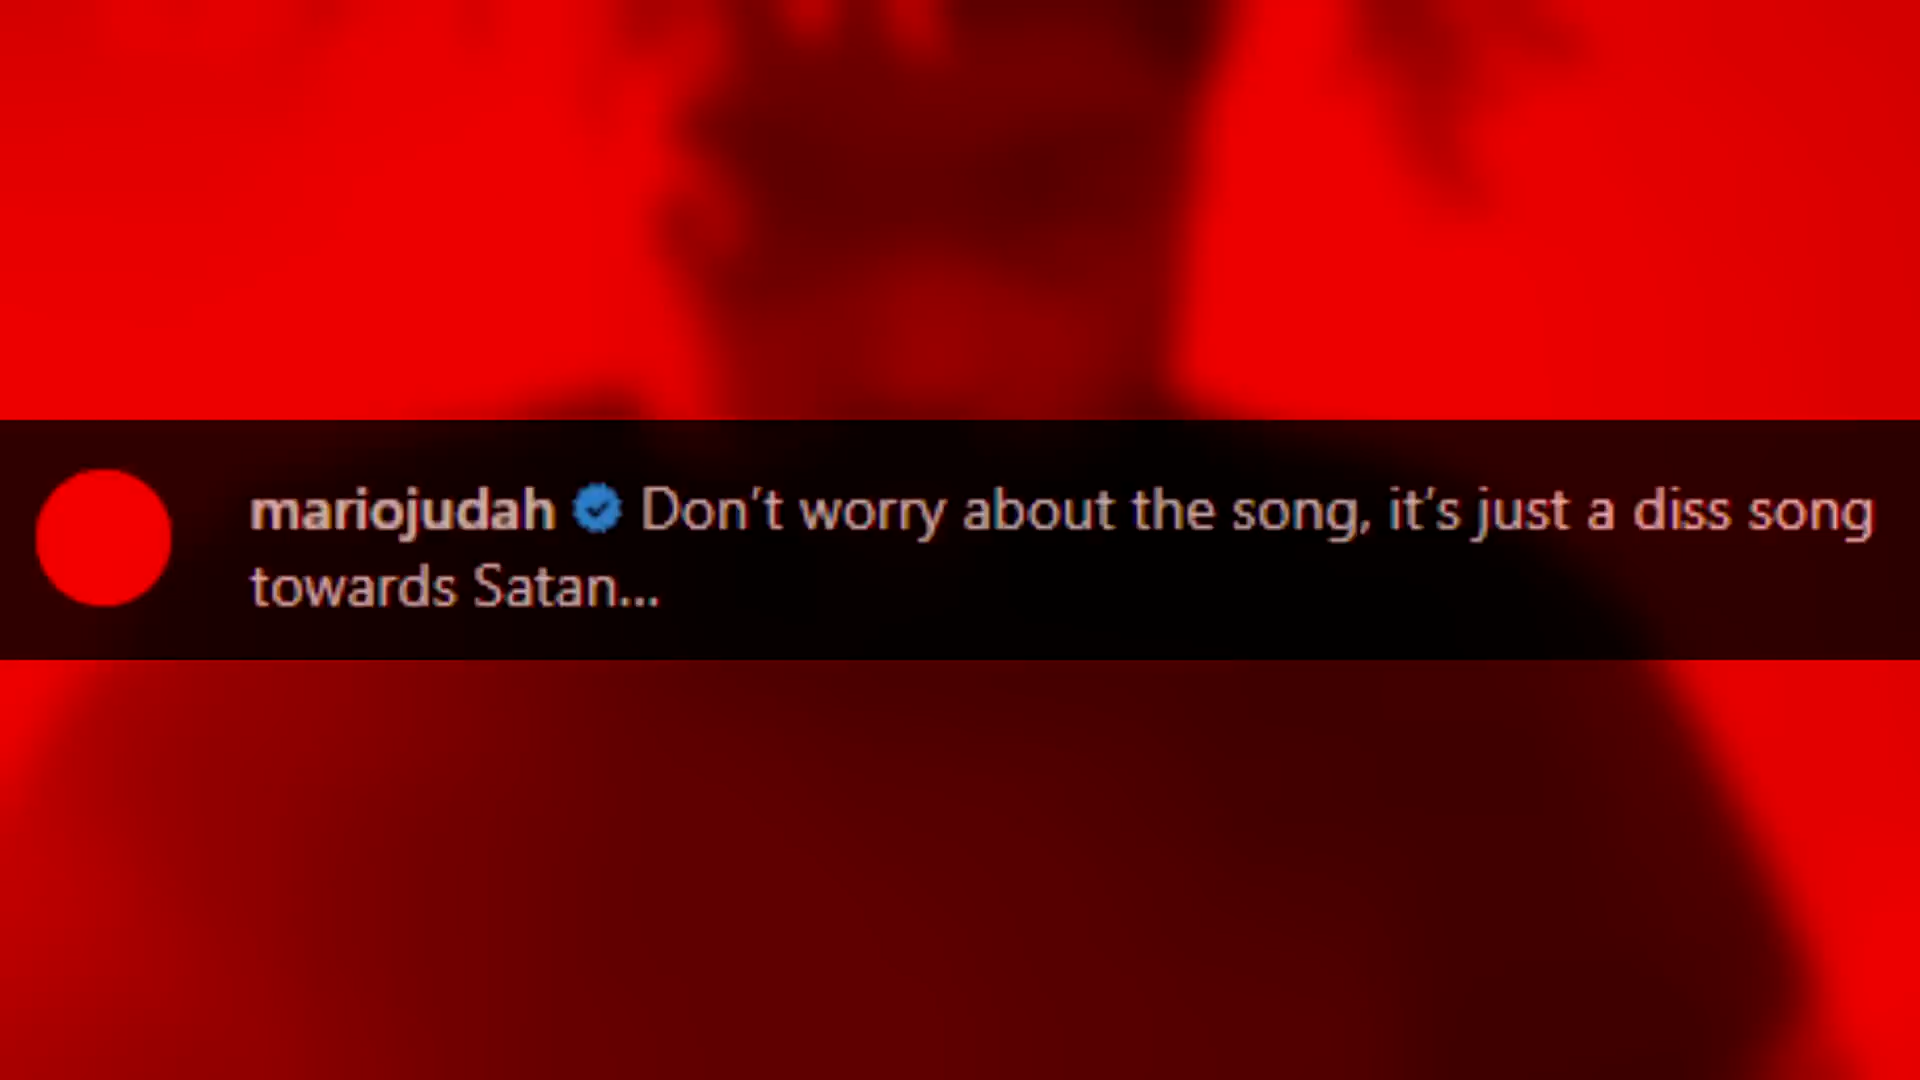 mariojudah Don’t worry about the song, it’s just a diss song
towards Satan...